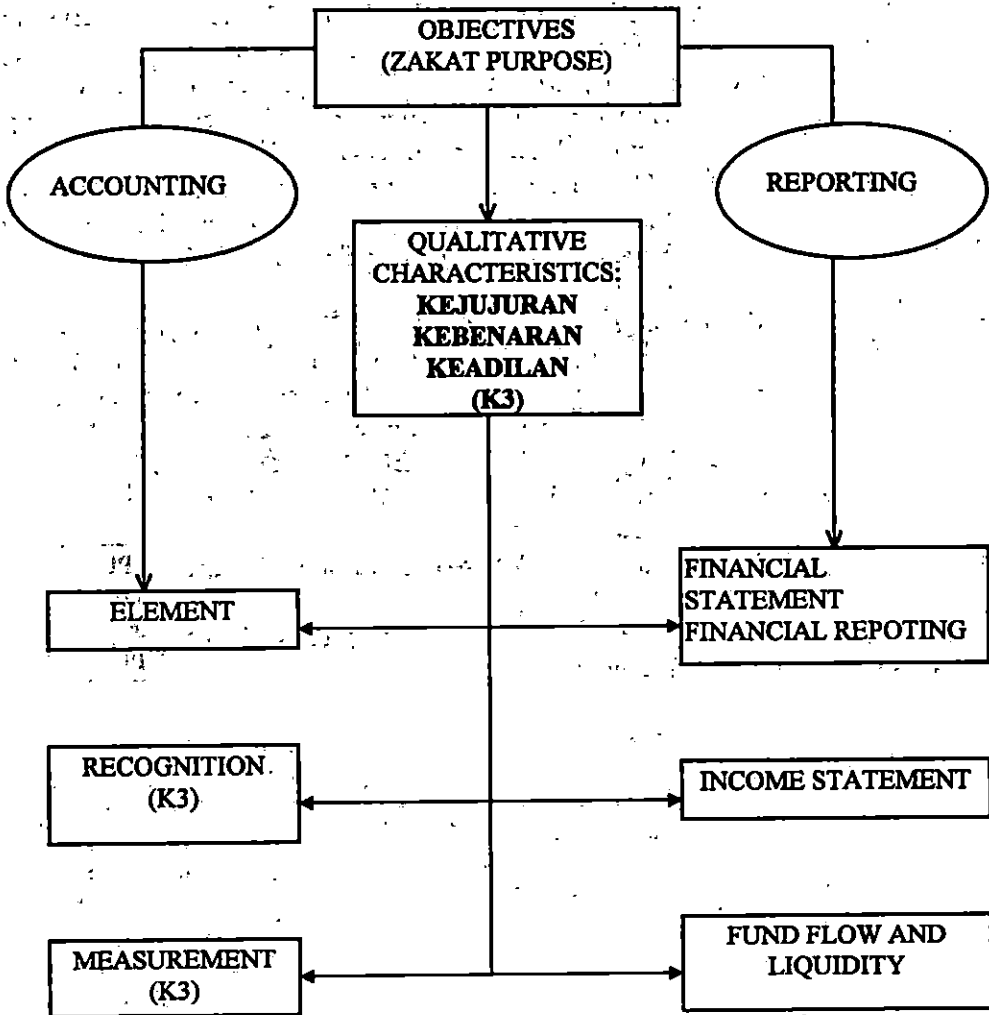 OBJECTIVES
(ZAKAT PURPOSE)
ACCOUNTING
REPORTING
QUALITATIVE
CHARACTERISTICS:
KEJUJURAN
KEBENARAN
KEADILAN
(K3)
ELEMENT
FINANCIAL
STATEMENT
FINANCIAL REPOTING
RECOGNITION
(K3)
INCOME STATEMENT
MEASUREMENT
(K3)
FUND FLOW AND
LIQUIDITY